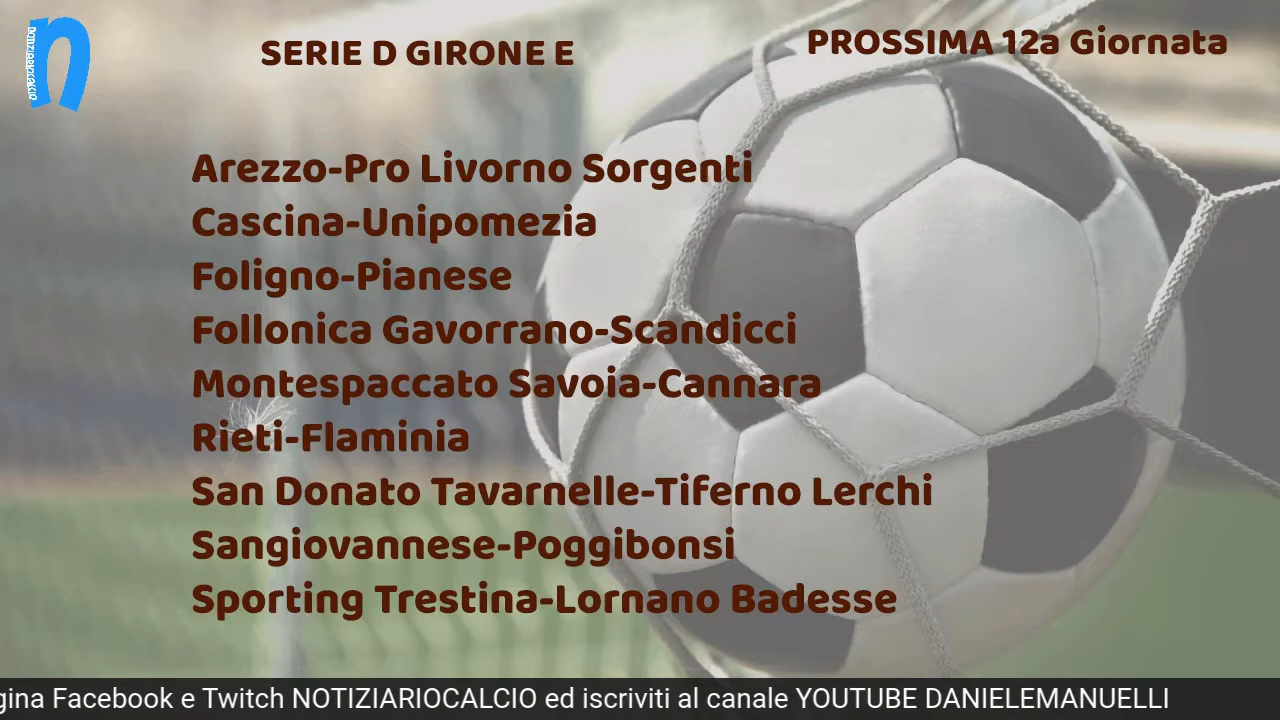 notiziariocalcio
SERIE D GIRONE E
PROSSIMA 12a Giornata
Arezzo-Pro Livorno Sorgenti
Cascina-Unipomezia
Foligno-Pianese
Follonica Gavorrano-Scandicci
Montespaccato Savoia-Cannara
Rieti-Flaminia
San Donato Tavarnelle-Tiferno Lerchi
Sangiovannese-Poggibonsi
Sporting Trestina-Lornano Badesse
gina Facebook e Twitch NOTIZIARIOCALCIO ed iscriviti al canale YOUTUBE DANIELEMANUELLI